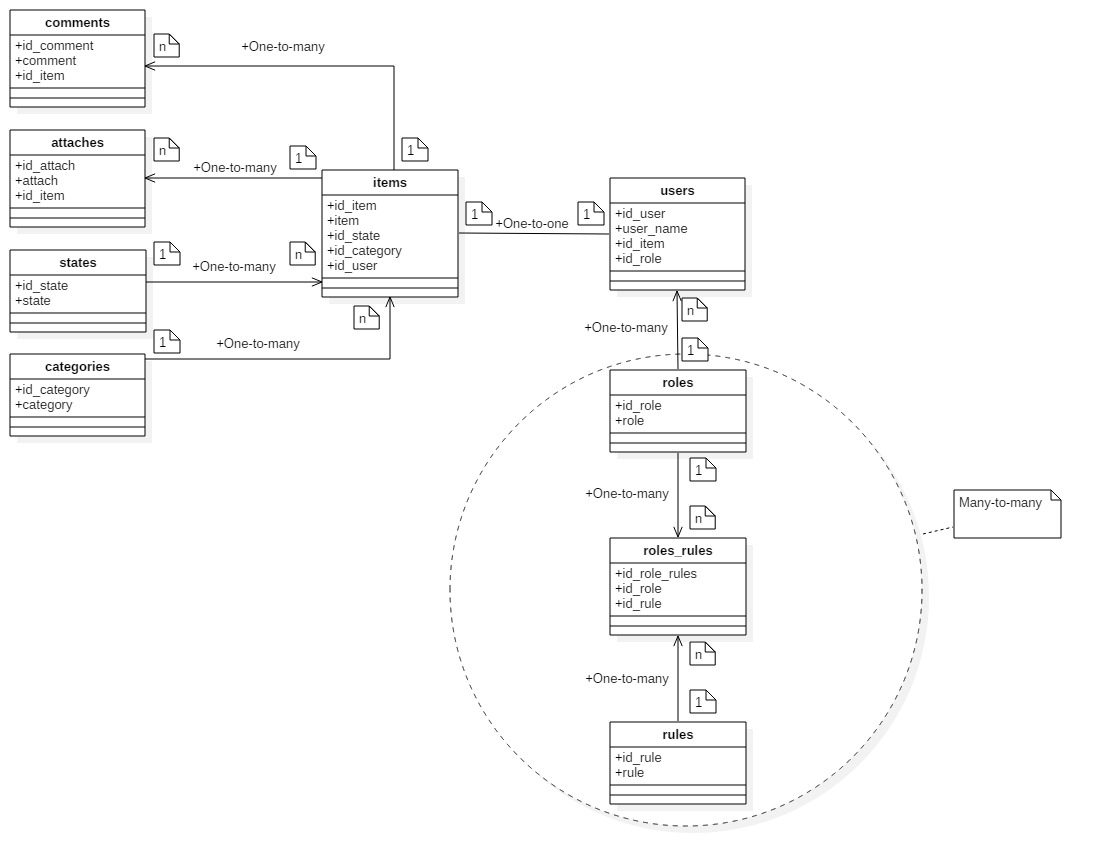 comments
+id_comment
+comment
+id_item
n
+One-to-many
1
attaches
+id_attach
+attach
+id_item
n
+One-to-many
1
items
+id_item
+item
+id_state
+id_category
+id_user
1
+One-to-one
1
users
+id_user
+user_name
+id_item
+id_role
states
+id_state
+state
1
+One-to-many
n
categories
+id_category
+category
1
+One-to-many
n
n
+One-to-many
1
roles
+id_role
+role
1
+One-to-many
n
roles_rules
+id_role_rules
+id_role
+id_rule
n
+One-to-many
1
rules
+id_rule
+rule
Many-to-many